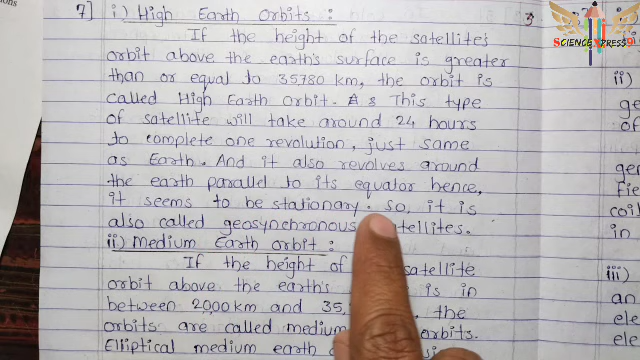 7] i) High Earth Orbits :
If the height of the satellite's
orbit above the earth's surface is greater
than or equal to 35780 km, the orbit is
called High Earth Orbit. This type
of satellite will take around 24 hours
to complete one revolution, just same
as Earth. And it also revolves around
the earth parallel to its equator hence,
it seems to be stationary. so, it is
also called geosynchronous satellites.
ii) Medium Earth orbit :
If the height of satellite
orbit above the earth's is in
between 2000 km and 35, the
orbits are called medium orbits.
Elliptical medium earth
3
ii)
ge
of
gen
fie
coil
in
iii)
an
ele
ele
SCIENCEXPRESS91